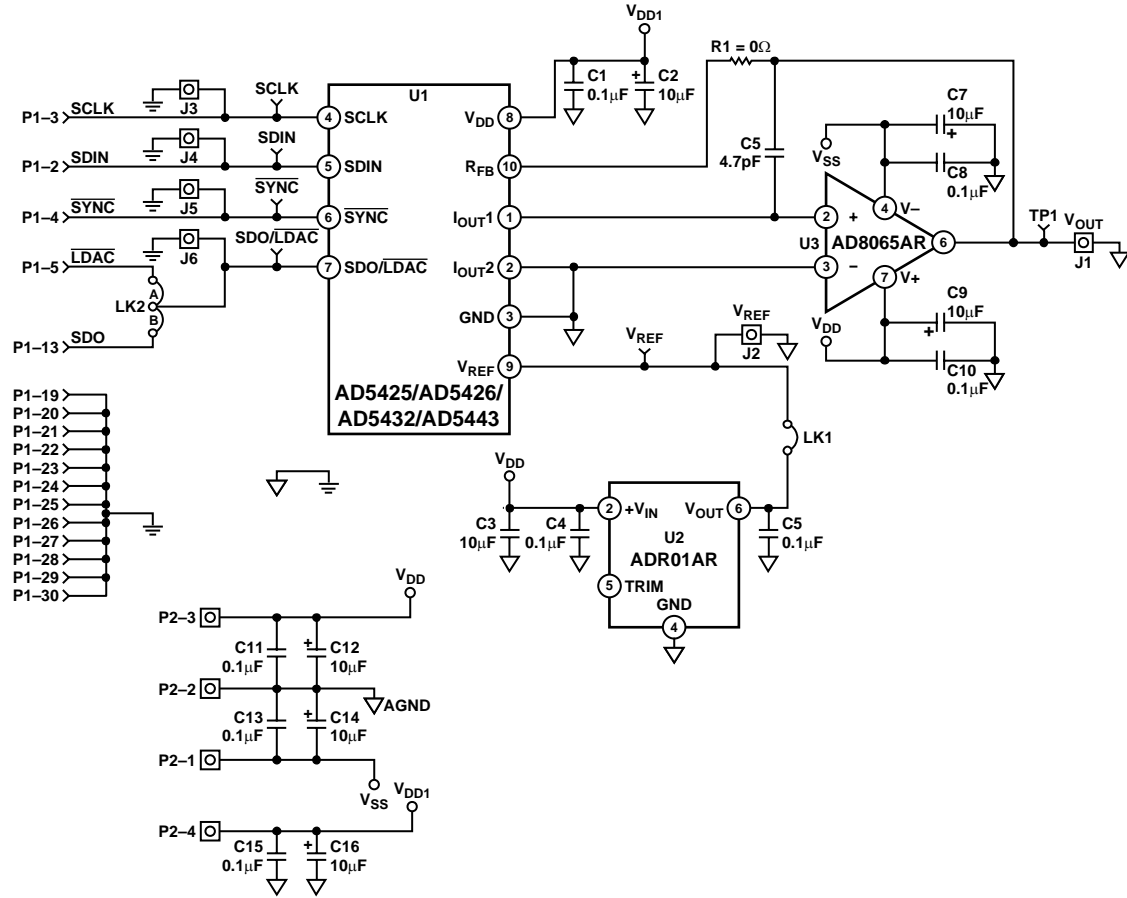 VDD1
R1 = 0Ω
C1
0.1µF
C2
10µF
U1
J3
SCLK
P1–3 SCLK
4 SCLK
VDD 8
J4
SDIN
P1–2 SDIN
5 SDIN
RFB 10
J5
SYNC
P1–4 SYNC
6 SYNC
IOUT1 1
J6
SDO/LDAC
P1–5 LDAC
7 SDO/LDAC
IOUT2 2
A
LK2
B
GND 3
P1–13 SDO
VREF 9
AD5425/AD5426/
AD5432/AD5443
C5
4.7pF
C7
10µF
+
VSS
C8
0.1µF
2 +
4 V–
U3 AD8065AR
6
3 –
7 V+
TP1
VOUT
J1
C9
10µF
+
VDD
C10
0.1µF
VREF
VREF
J2
LK1
P1–19
P1–20
P1–21
P1–22
P1–23
P1–24
P1–25
P1–26
P1–27
P1–28
P1–29
P1–30
VDD
C3
10µF
C4
0.1µF
2 +VIN
VOUT 6
U2
ADR01AR
5 TRIM
GND
4
C5
0.1µF
VDD
P2–3
C11
0.1µF
+
C12
10µF
P2–2
AGND
C13
0.1µF
+
C14
10µF
P2–1
VSS
VDD1
P2–4
C15
0.1µF
+
C16
10µF